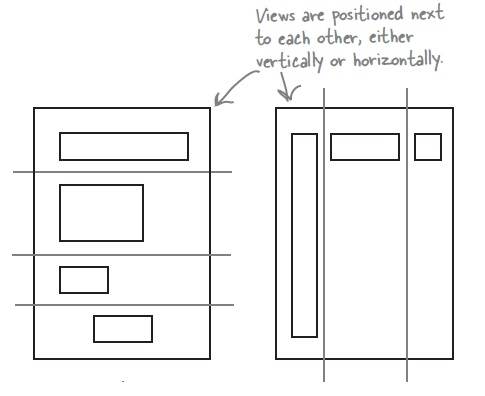 Views are positioned next
to each other, either
vertically or horizontally.